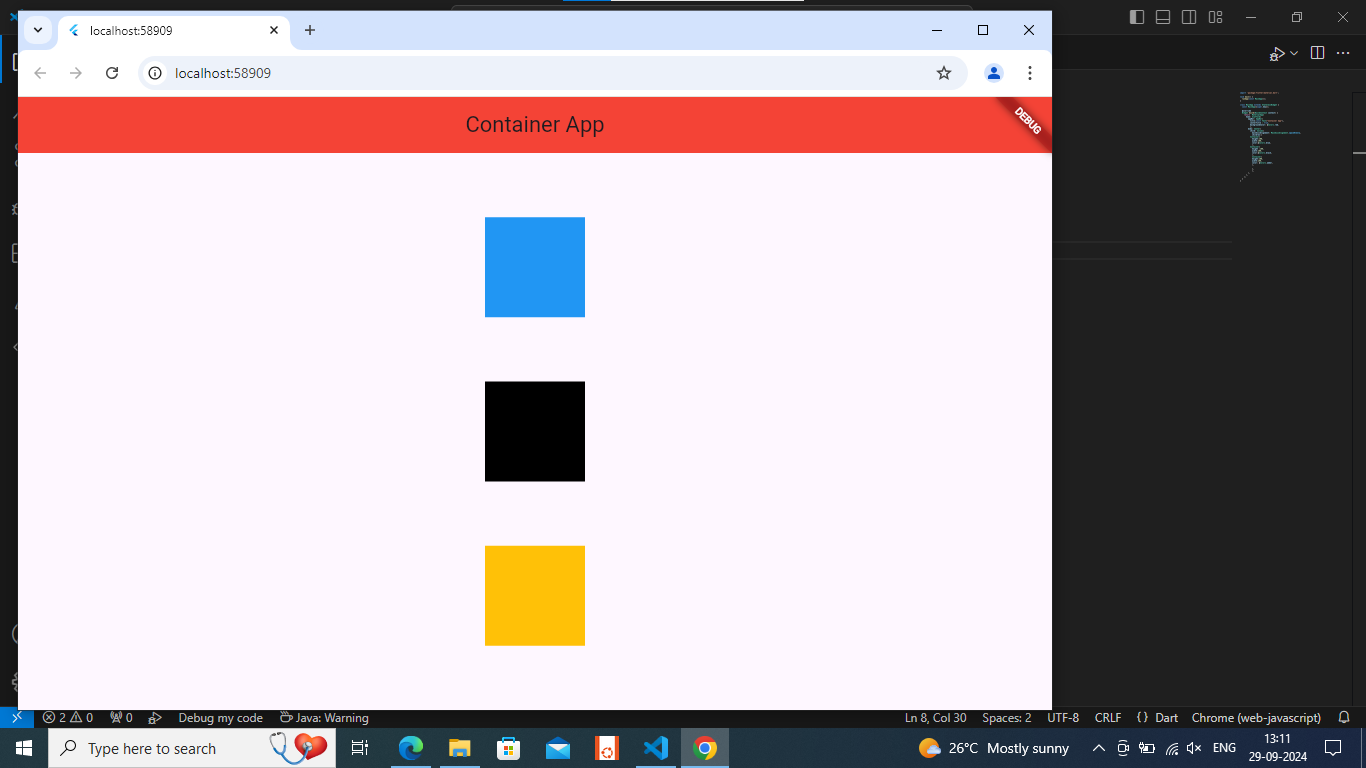 localhost:58909
localhost:58909
Container App
DEBUG
2 0 0 Debug my code Java: Warning Ln 8, Col 30 Spaces: 2 UTF-8 CRLF {} Dart Chrome (web-javascript)
Type here to search 26°C Mostly sunny ENG 13:11
29-09-2024